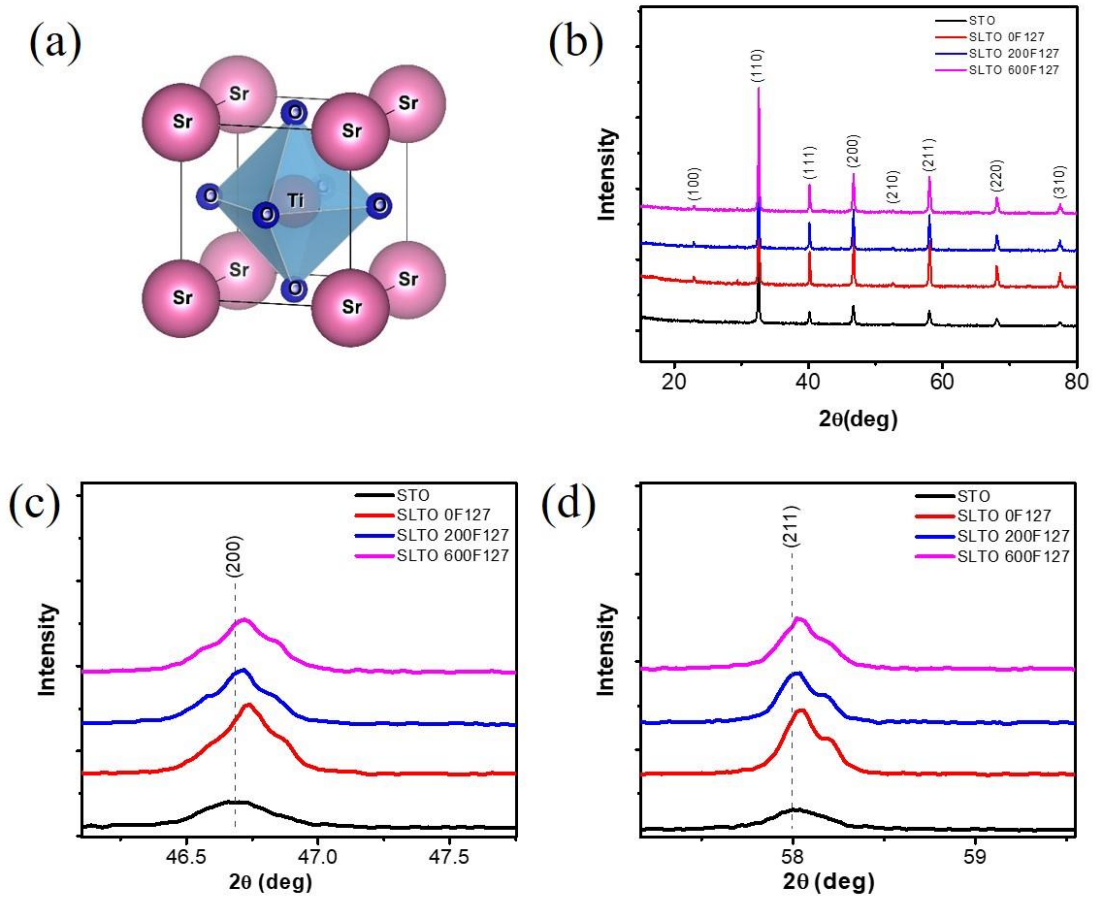 (a)
Sr
Sr
Sr
Sr
O
O
Ti
O
O
O
Sr
Sr
Sr
Sr
O
(b)
STO
SLTO 0F127
SLTO 200F127
SLTO 600F127
(100)
(110)
(111)
(200)
(210)
(211)
(220)
(310)
Intensity
20 40 60 80
2θ(deg)
(c)
STO
SLTO 0F127
SLTO 200F127
SLTO 600F127
(200)
Intensity
46.5 47.0 47.5
2θ (deg)
(d)
STO
SLTO 0F127
SLTO 200F127
SLTO 600F127
(211)
Intensity
58 59
2θ (deg)